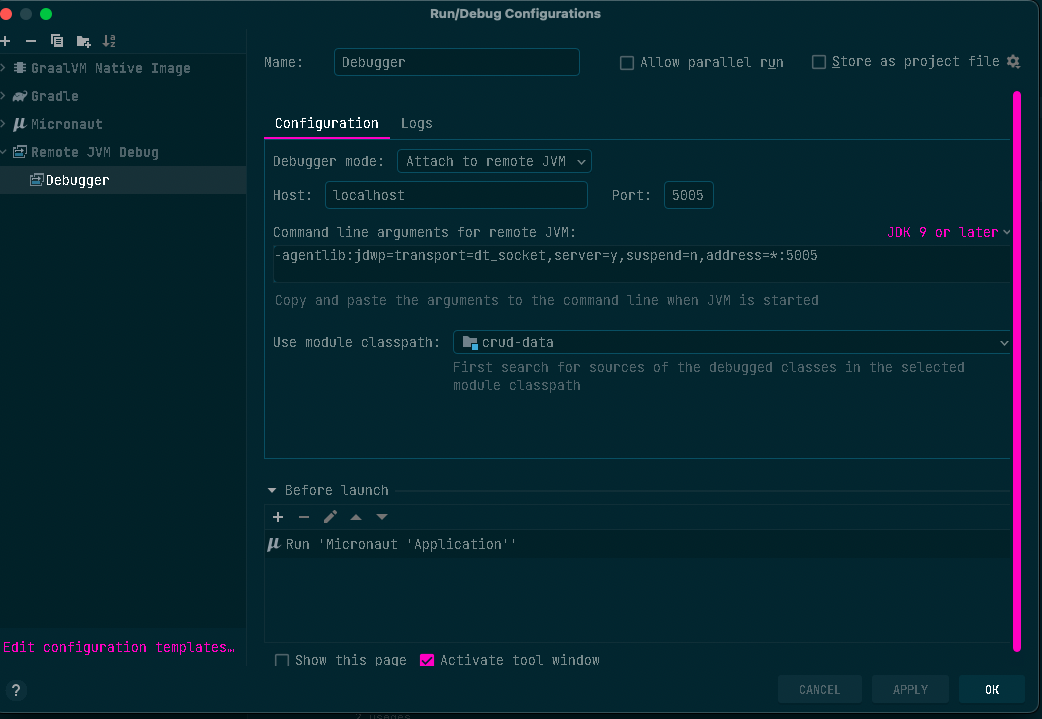 Run/Debug Configurations
GraalVM Native Image
Gradle
Micronaut
Remote JVM Debug
Debugger
Edit configuration templates…
?
Name: Debugger
Allow parallel run
Store as project file
Configuration Logs
Debugger mode: Attach to remote JVM
Host: localhost Port: 5005
Command line arguments for remote JVM: JDK 9 or later
-agentlib:jdwp=transport=dt_socket,server=y,suspend=n,address=*:5005
Copy and paste the arguments to the command line when JVM is started
Use module classpath: crud-data
First search for sources of the debugged classes in the selected
module classpath
Before launch
µ Run 'Micronaut 'Application''
Show this page Activate tool window
CANCEL APPLY OK